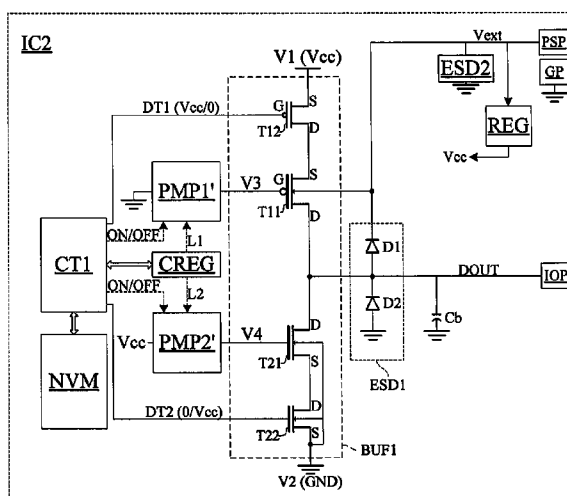 IC2
Vext
PSP
V1 (Vcc)
ESD2
GP
S
DT1 (Vcc/0)
G
T12
D
REG
Vcc
S
PMP1'
V3
G
T11
D
ON/OFF
L1
D1
CT1
CREG
DOUT
IOP
ON/OFF
L2
D2
Cb
D
Vcc
PMP2'
V4
T21
S
ESD1
NVM
D
DT2 (0/Vcc)
T22
S
BUF1
V2 (GND)